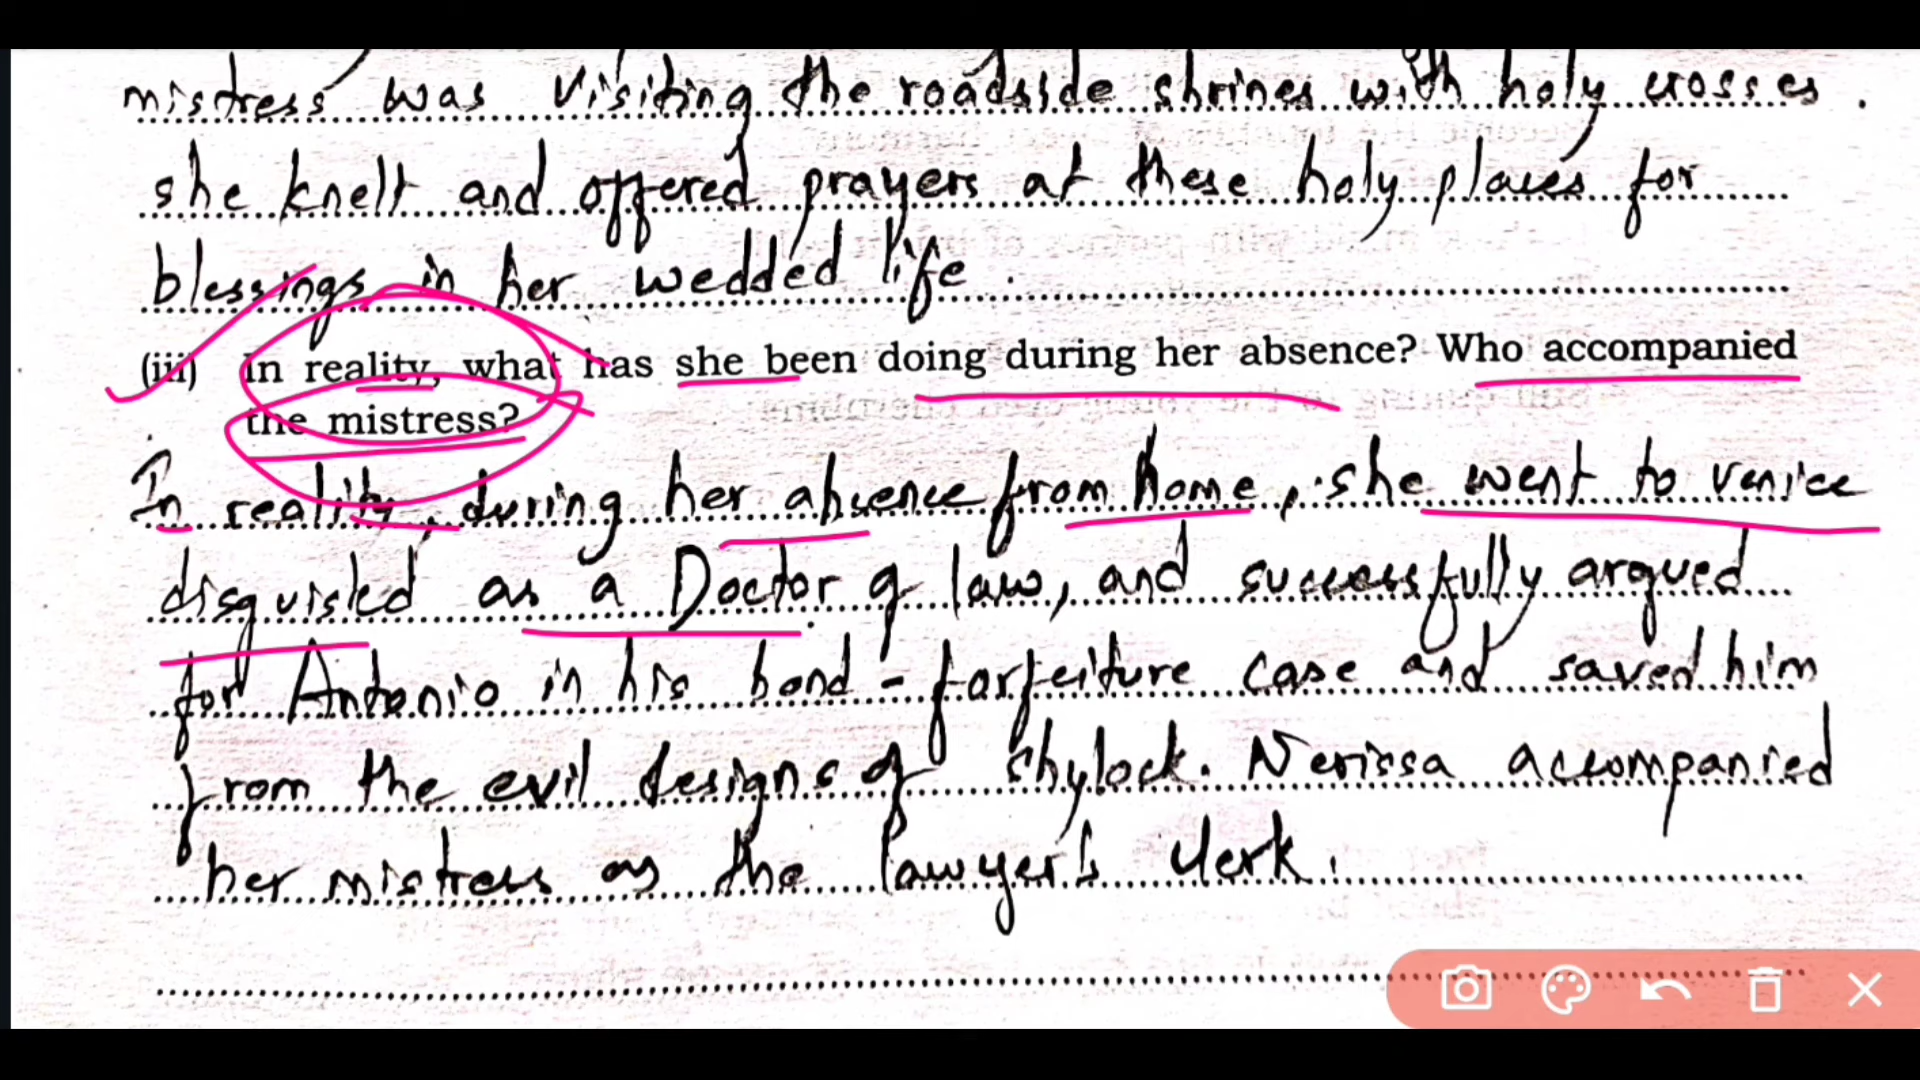 mistress was visiting the roadside shrines with holy crosses.
she knelt and offered prayers at these holy places for
blessings in her wedded life.
(iii) In reality, what has she been doing during her absence? Who accompanied
the mistress?
In reality, during her absence from home, she went to venice
disguised as a Doctor of law, and successfully argued
for Antonio in his bond-forfeiture case and saved him
from the evil designs of Shylock. Nerissa accompanied
her mistress as the lawyer's clerk.